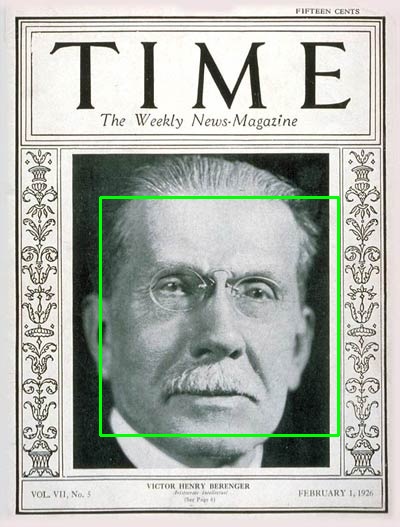 FIFTEEN CENTS
TIME
The Weekly News-Magazine
VICTOR HENRY BERENGER
Aristocrate Intellectuel
(See Page 8)
VOL. VII, No. 5
FEBRUARY 1, 1926